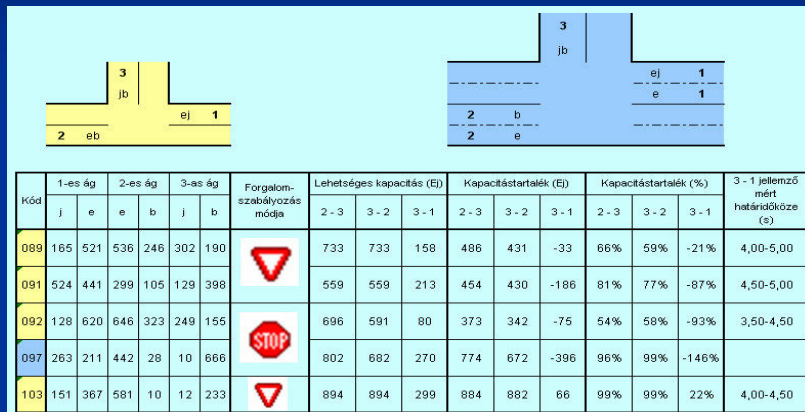 3
jb
ej 1
2 eb
3
jb
ej 1
e 1
2 b
2 e
Kód 1-es ág 2-es ág 3-as ág Forgalom-szabályozás módja Lehetséges kapacitás (Ej) Kapacitástartalék (Ej) Kapacitástartalék (%) 3 - 1 jellemző mért határidőköze (s)
j e e b j b 2 - 3 3 - 2 3 - 1 2 - 3 3 - 2 3 - 1 2 - 3 3 - 2 3 - 1
089 165 521 536 246 302 190 733 733 158 486 431 -33 66% 59% -21% 4,00-5,00
091 524 441 299 105 129 398 559 559 213 454 430 -186 81% 77% -87% 4,50-5,00
092 128 620 646 323 249 155 STOP 696 591 80 373 342 -75 54% 58% -93% 3,50-4,50
097 263 211 442 28 10 666 802 682 270 774 672 -396 96% 99% -146%
103 151 367 581 10 12 233 894 894 299 884 882 66 99% 99% 22% 4,00-4,50